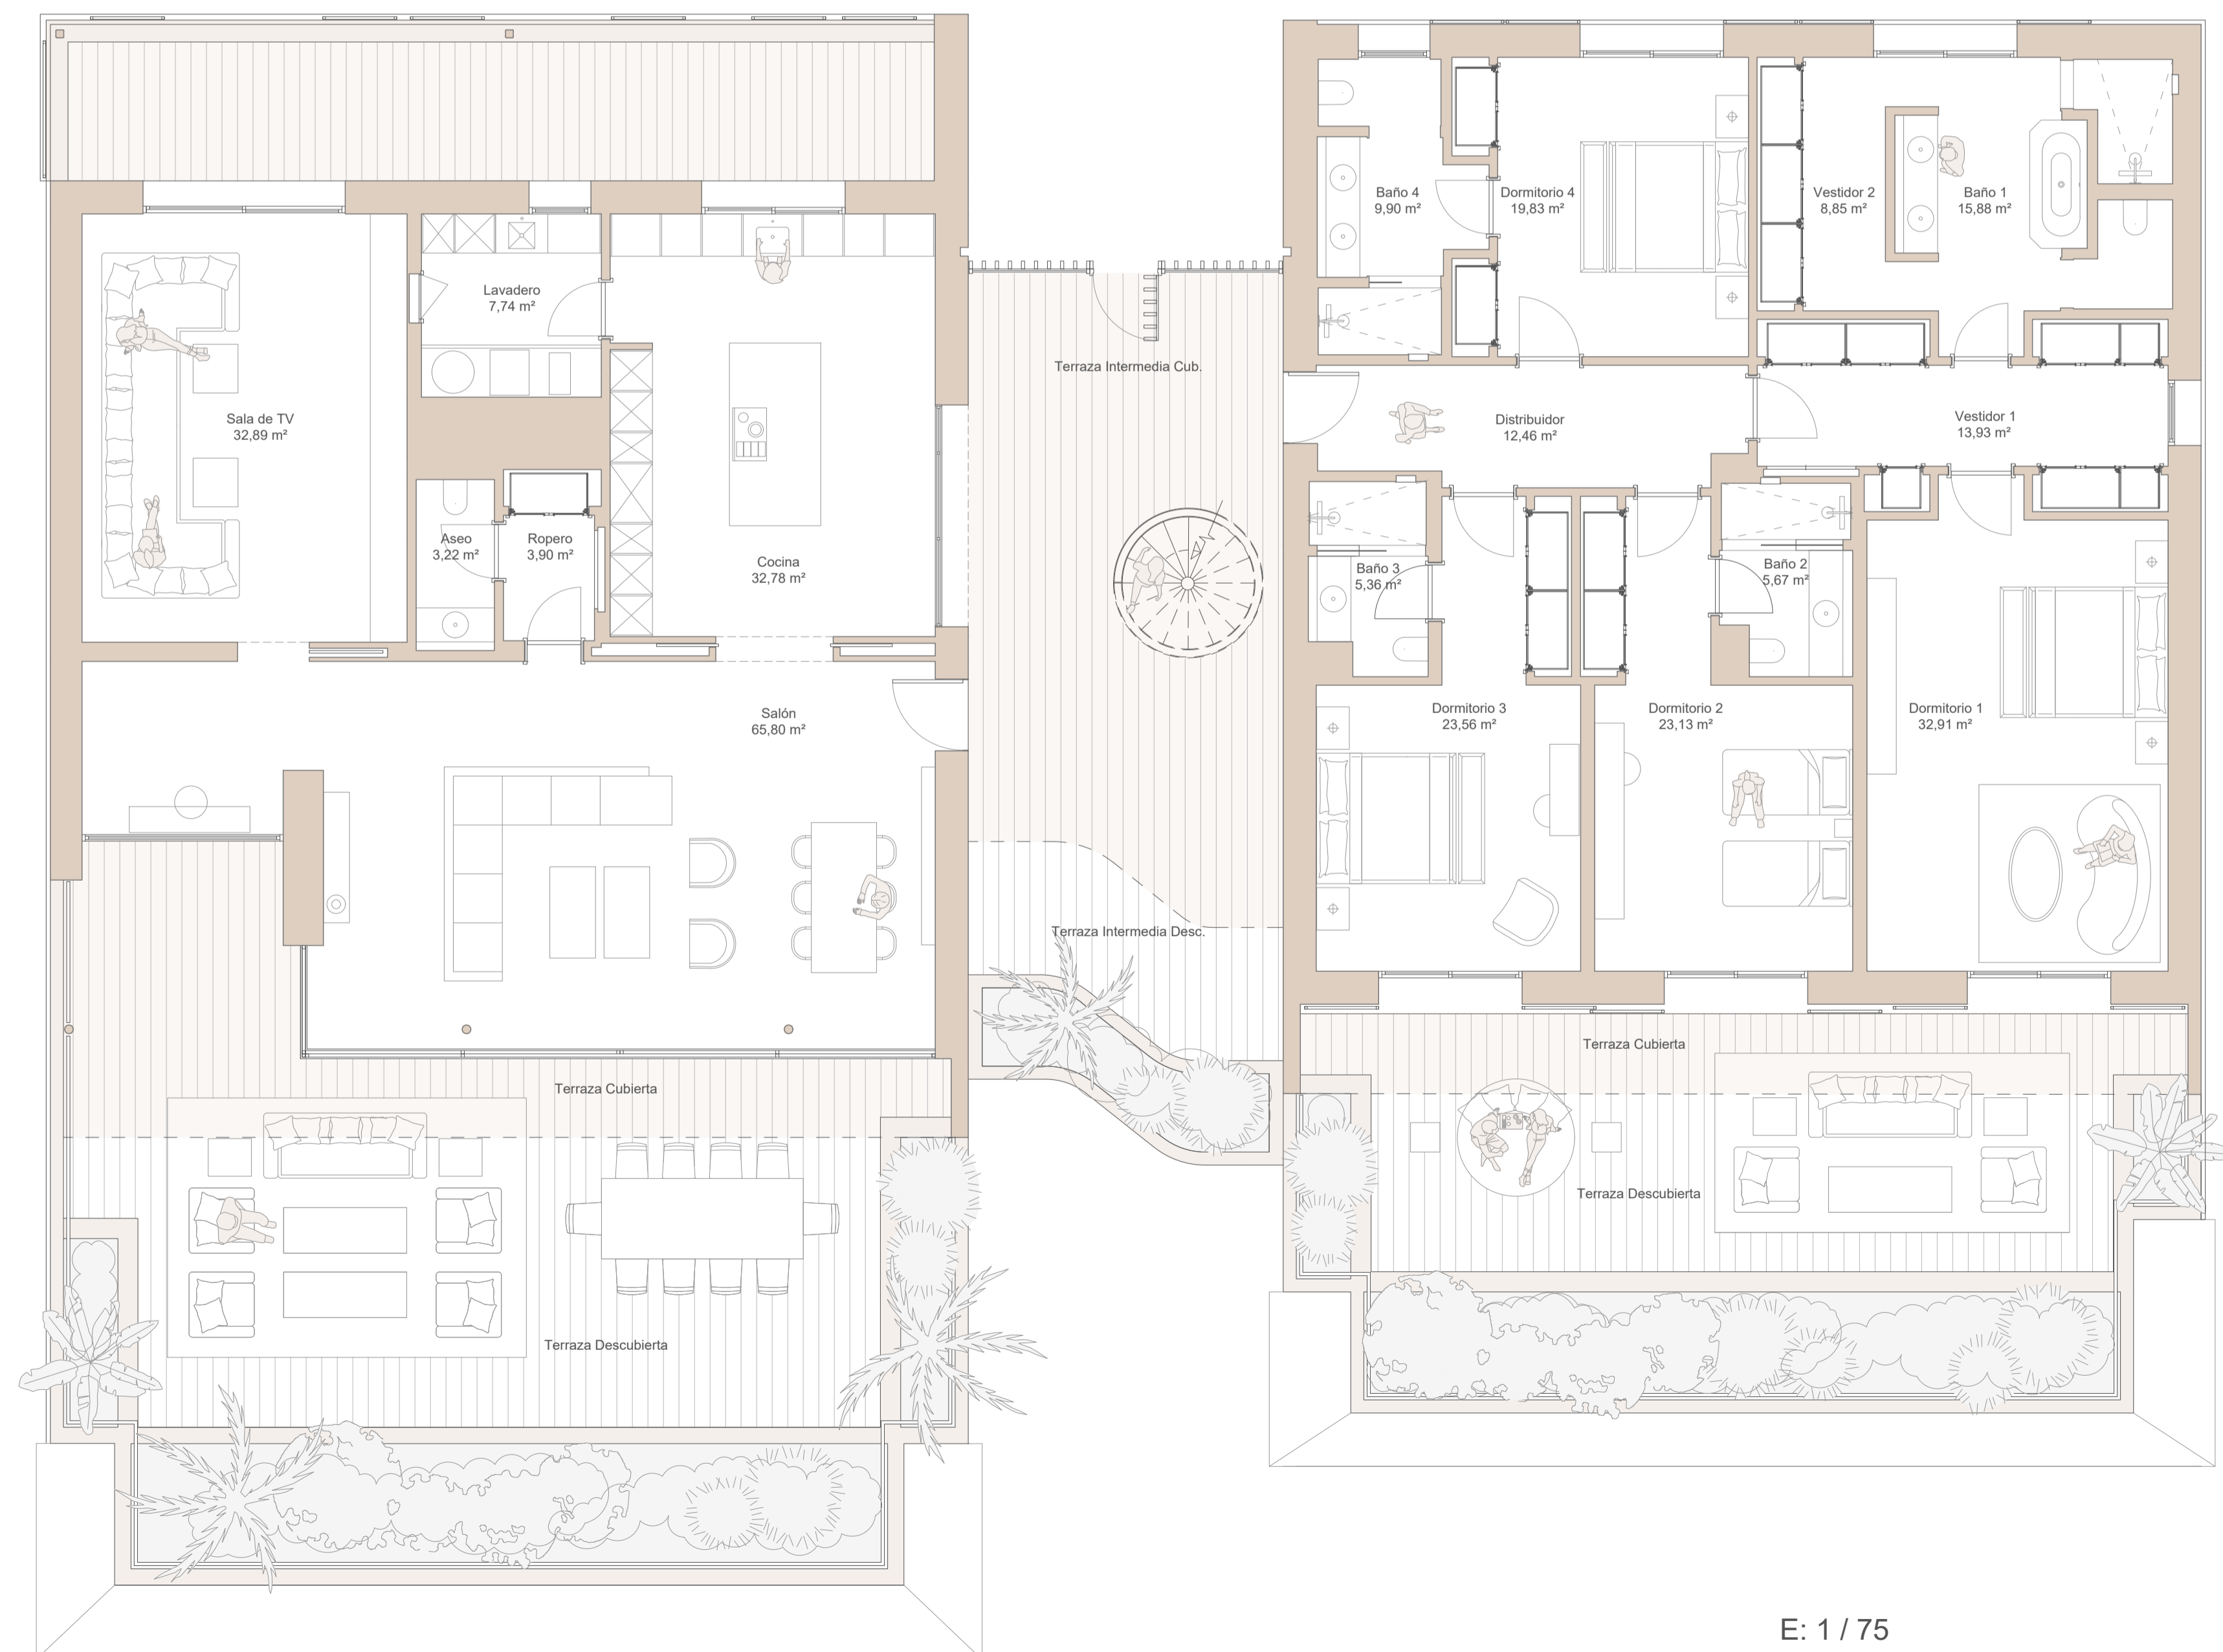 Baño 4
9,90 m²
Dormitorio 4
19,83 m²
Vestidor 2
8,85 m²
Baño 1
15,88 m²
Lavadero
7,74 m²
Terraza Intermedia Cub.
Sala de TV
32,89 m²
Distribuidor
12,46 m²
Vestidor 1
13,93 m²
Aseo
3,22 m²
Ropero
3,90 m²
Cocina
32,78 m²
Baño 3
5,36 m²
Baño 2
5,67 m²
Salón
65,80 m²
Dormitorio 3
23,56 m²
Dormitorio 2
23,13 m²
Dormitorio 1
32,91 m²
Terraza Intermedia Desc.
Terraza Cubierta
Terraza Cubierta
Terraza Descubierta
Terraza Descubierta
E: 1 / 75